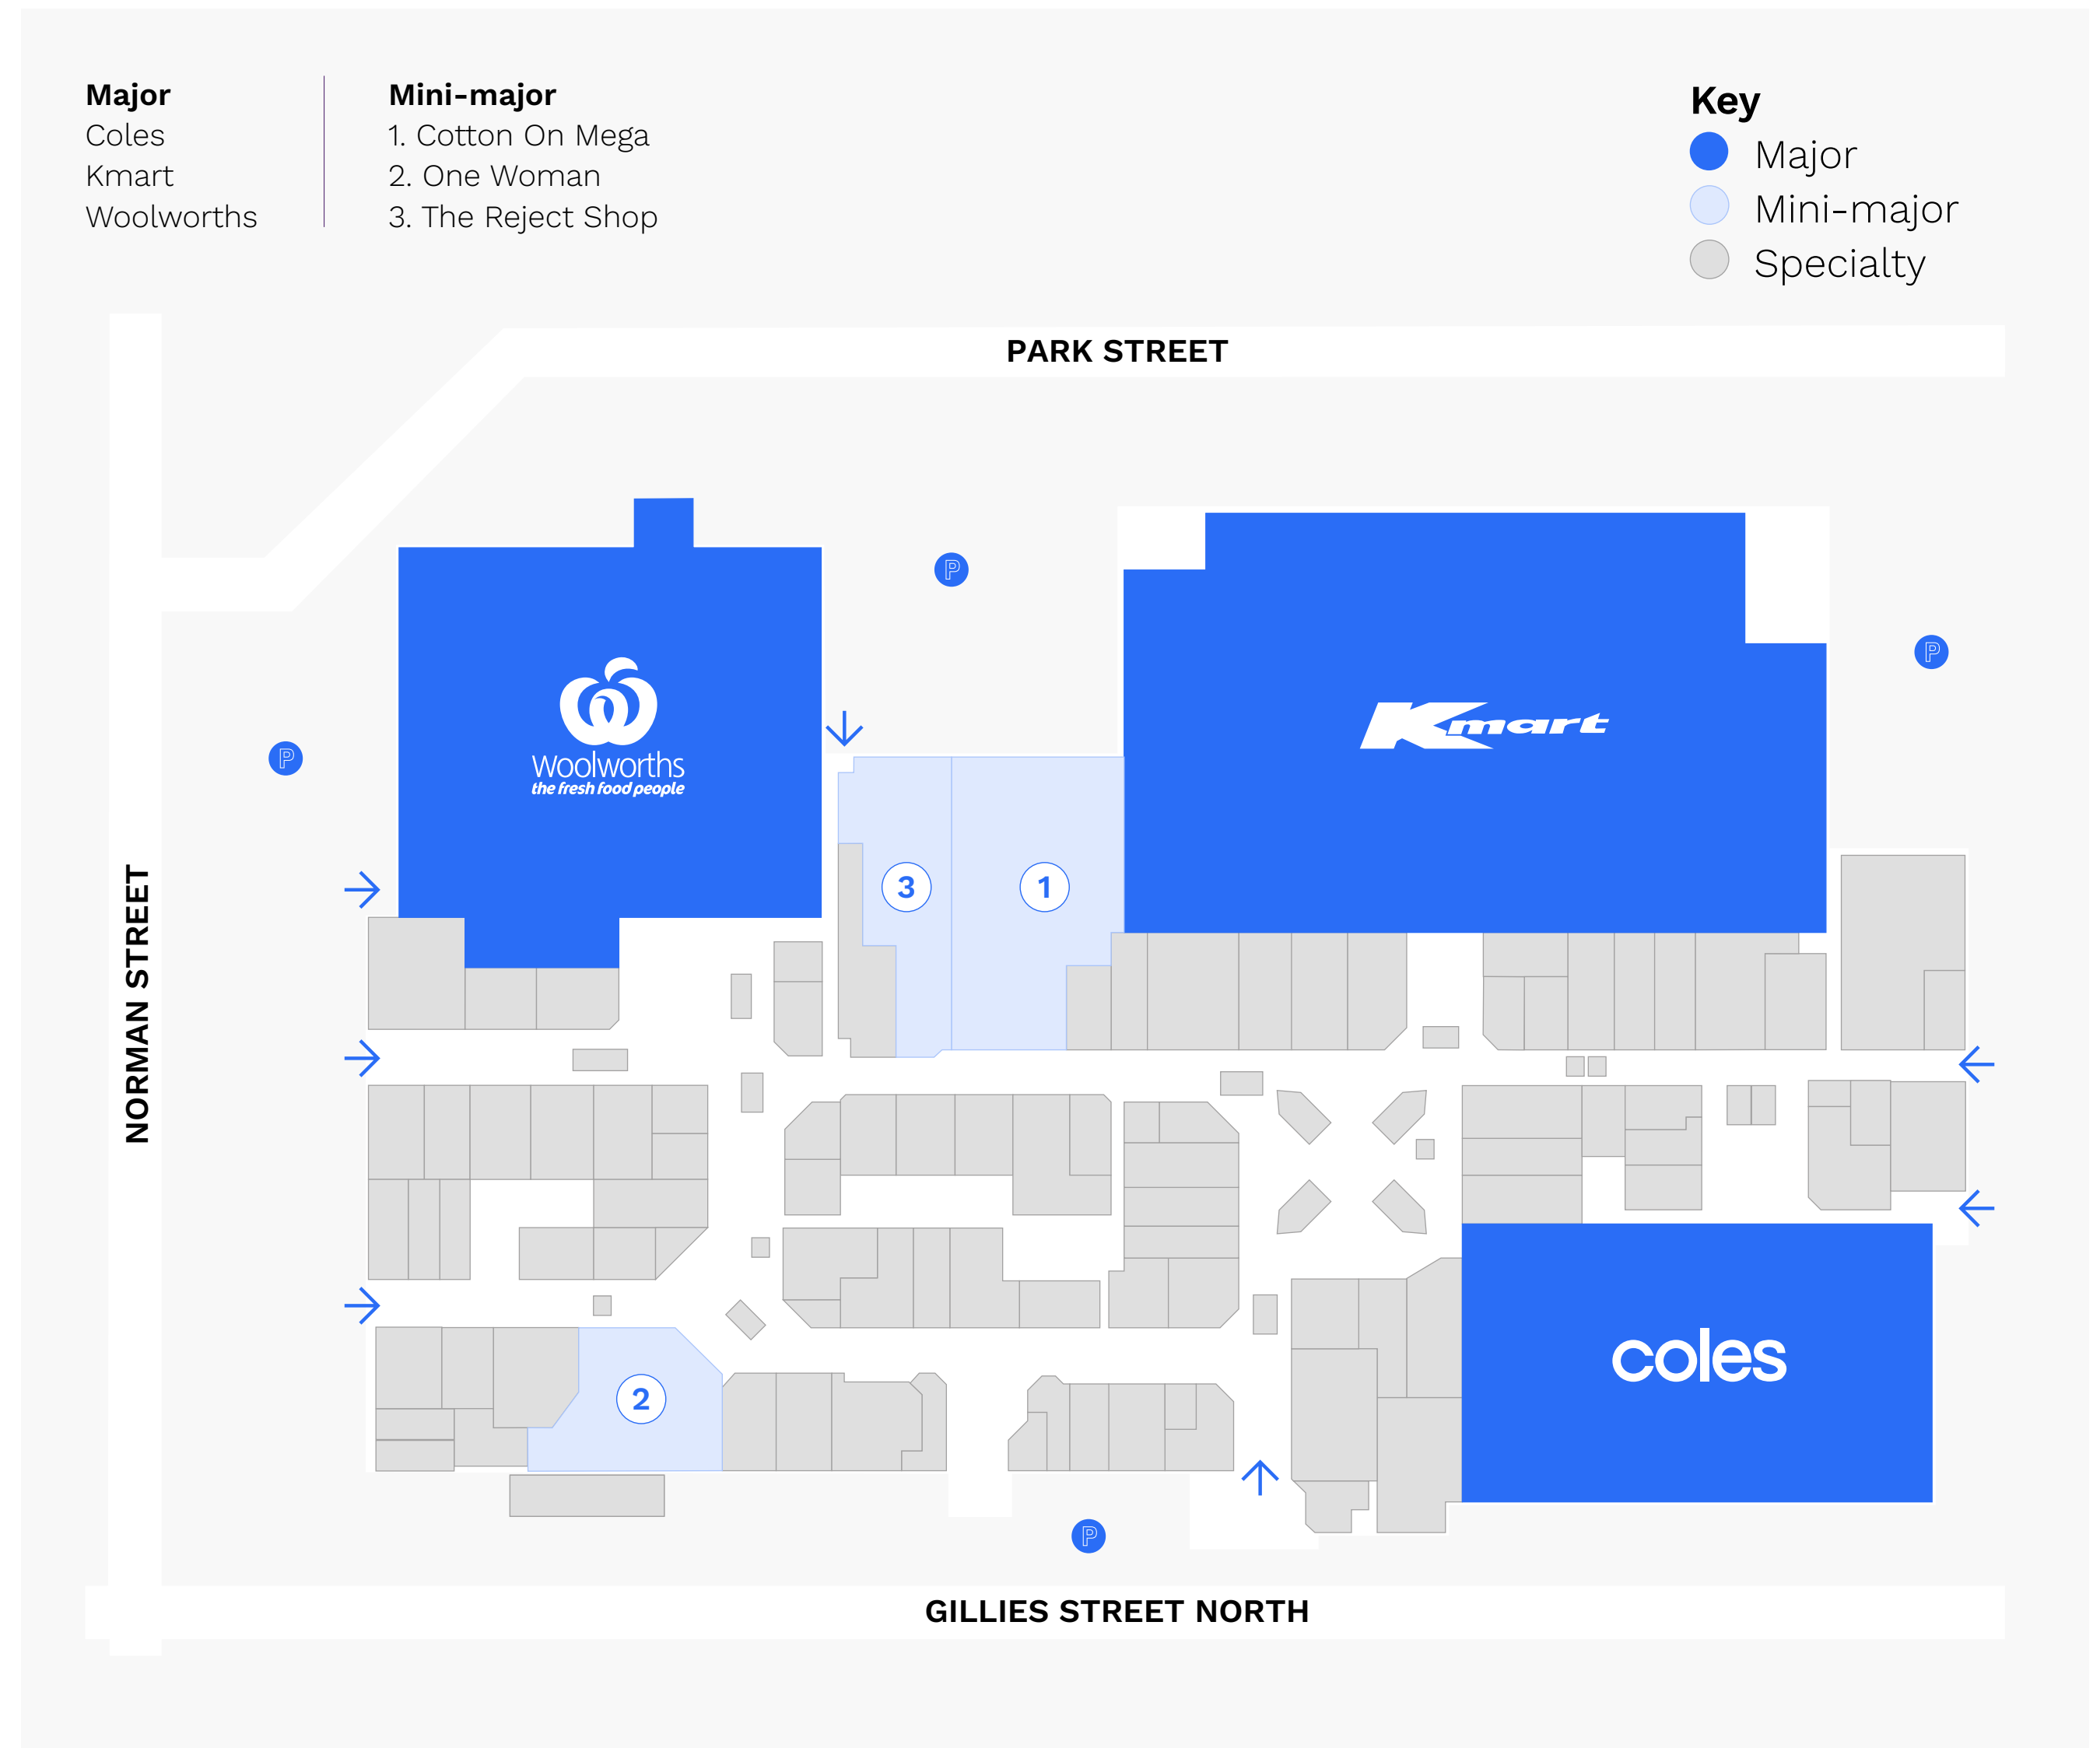 Major
Coles
Kmart
Woolworths
Mini-major
1. Cotton On Mega
2. One Woman
3. The Reject Shop
Key
Major
Mini-major
Specialty
PARK STREET
P
P
P
Woolworths
the fresh food people
Kmart
NORMAN STREET
3
1
2
coles
P
GILLIES STREET NORTH